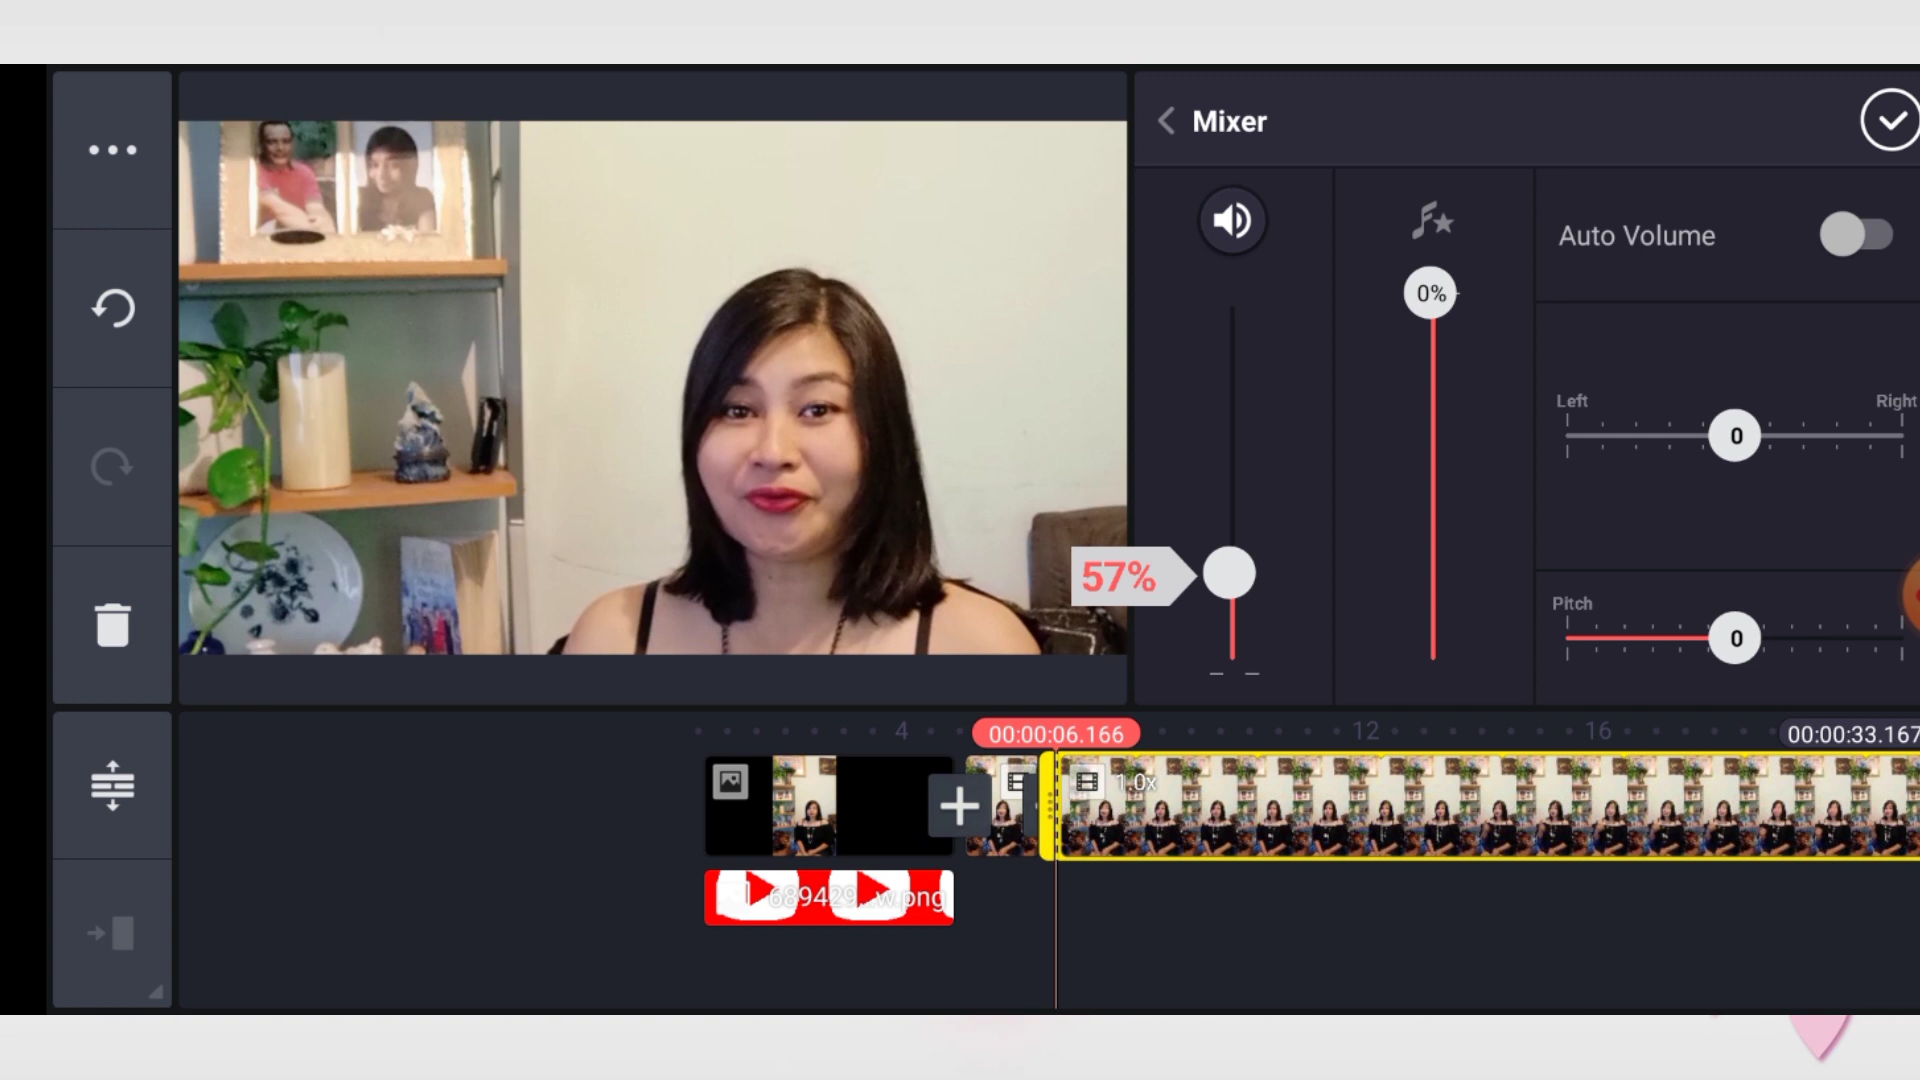 Mixer
Auto Volume
0%
Left
Right
0
57%
Pitch
0
4
00:00:06.166
12
16
00:00:33.167
1.0x
689429...w.png